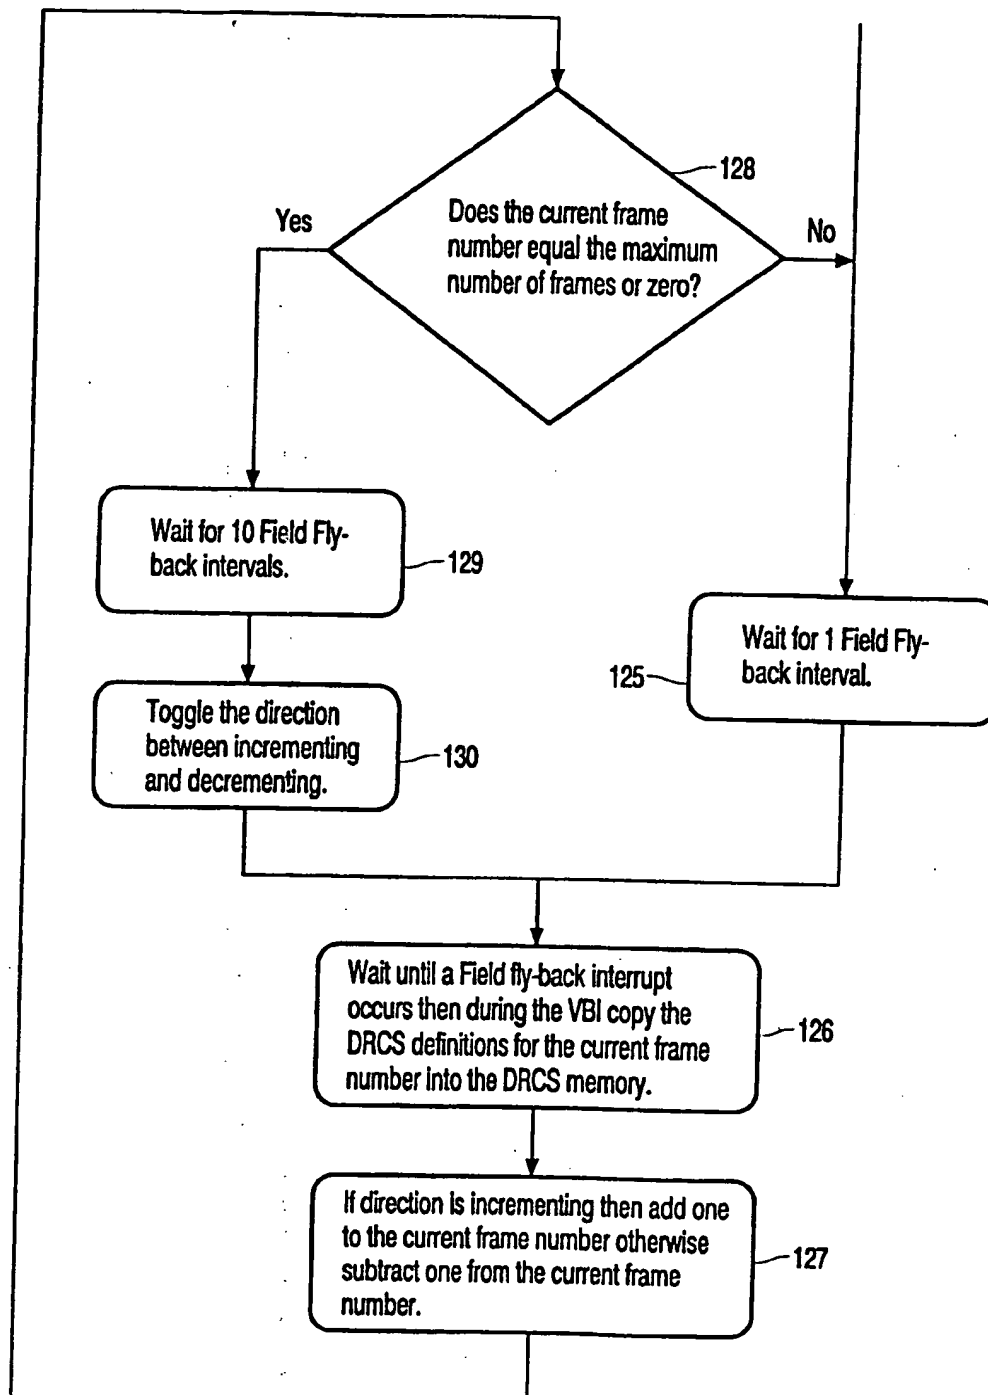 128
Does the current frame
number equal the maximum
number of frames or zero?
Yes
No
Wait for 10 Field Fly-
back intervals.
129
Wait for 1 Field Fly-
back interval.
125
Toggle the direction
between incrementing
and decrementing.
130
Wait until a Field fly-back interrupt
occurs then during the VBI copy the
DRCS definitions for the current frame
number into the DRCS memory.
126
If direction is incrementing then add one
to the current frame number otherwise
subtract one from the current frame
number.
127